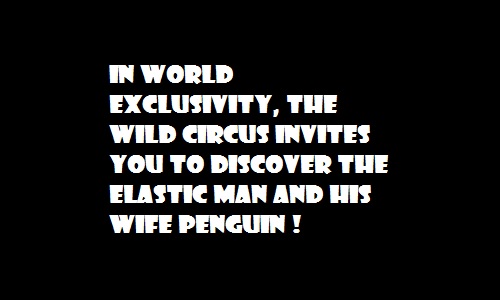 IN WORLD
EXCLUSIVITY, THE
WILD CIRCUS INVITES
YOU TO DISCOVER THE
ELASTIC MAN AND HIS
WIFE PENGUIN !